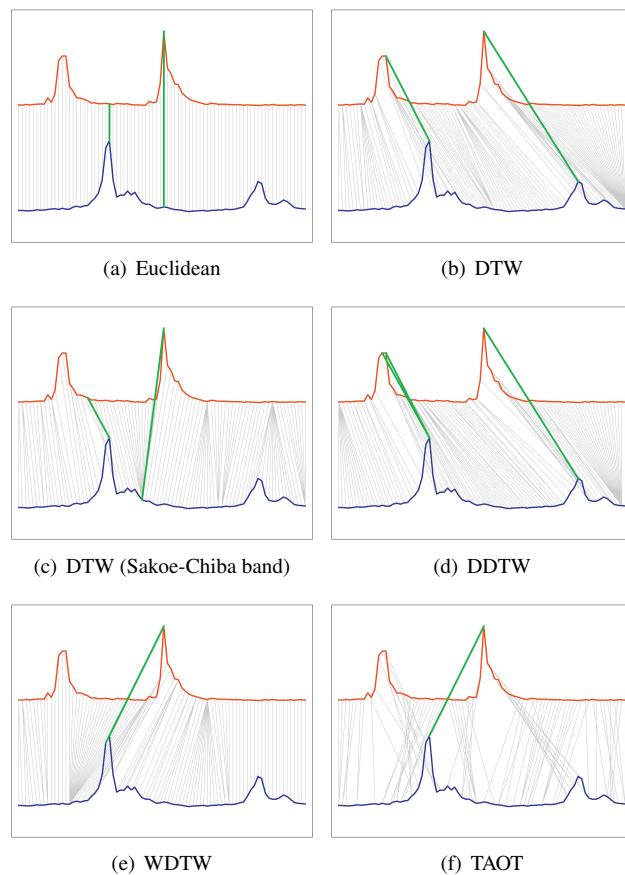 (a) Euclidean
(b) DTW
(c) DTW (Sakoe-Chiba band)
(d) DDTW
(e) WDTW
(f) TAOT